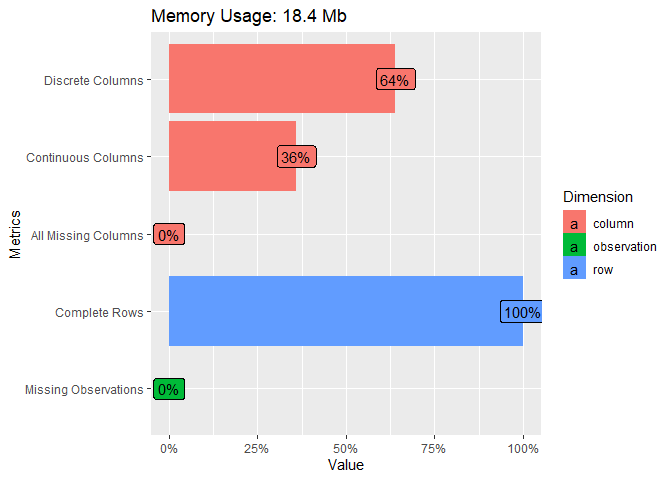 Memory Usage: 18.4 Mb
Discrete Columns
64%
Continuous Columns
36%
All Missing Columns
0%
Complete Rows
100%
Missing Observations
0%
Metrics
0%
25%
50%
75%
100%
Value
Dimension
a column
a observation
a row